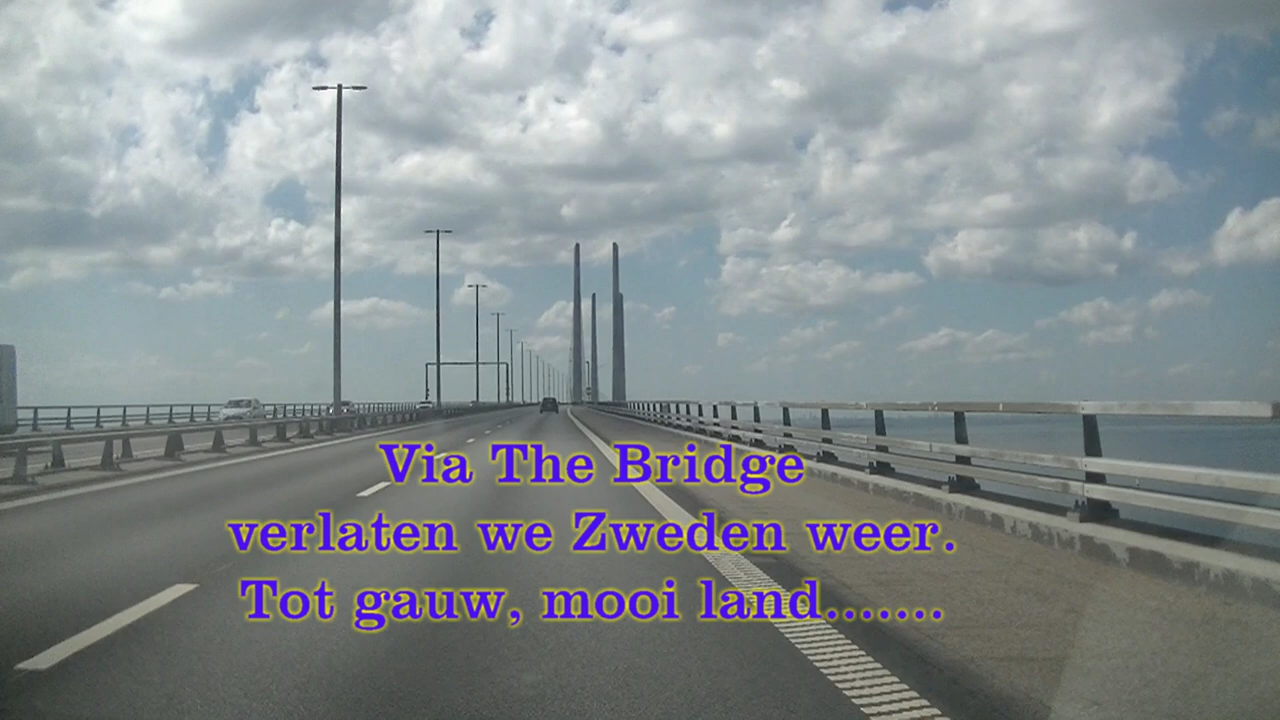 Via The Bridge
verlaten we Zweden weer.
Tot gauw, mooi land.......